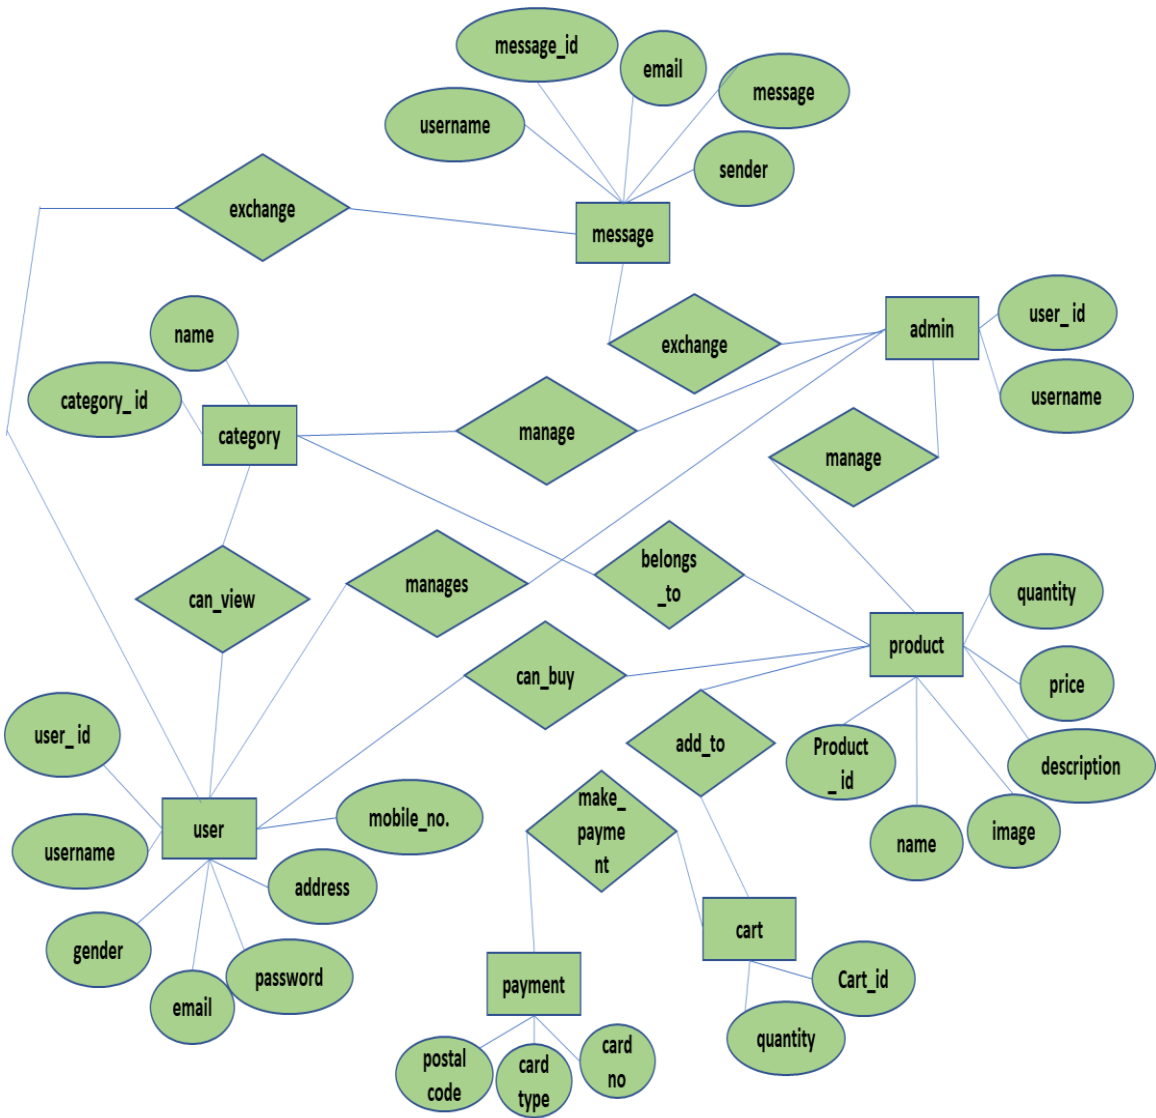 message_id
email
message
username
sender
exchange
message
name
exchange
admin
user_id
username
category_id
category
manage
manage
can_view
manages
belongs
_to
quantity
product
can_buy
price
user_id
add_to
Product
_id
description
make_
payme
nt
mobile_no.
user
username
name
image
address
gender
password
email
cart
Cart_id
payment
quantity
postal
code
card
type
card
no